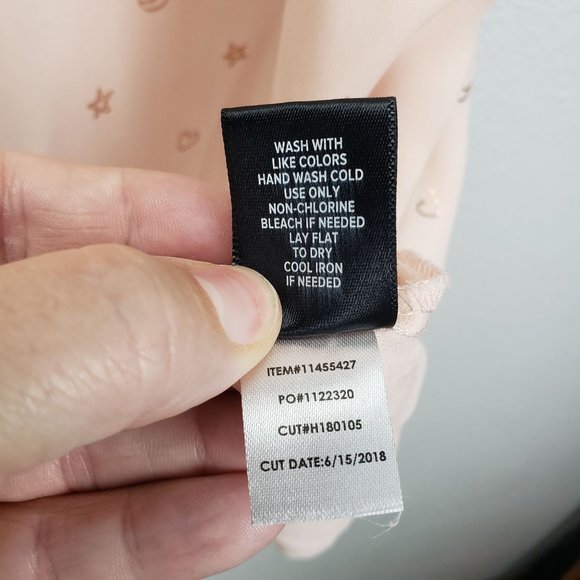 WASH WITH
LIKE COLORS
HAND WASH COLD
USE ONLY
NON-CHLORINE
BLEACH IF NEEDED
LAY FLAT
TO DRY
COOL IRON
IF NEEDED
ITEM#11455427
PO#1122320
CUT#H180105
CUT DATE:6/15/2018